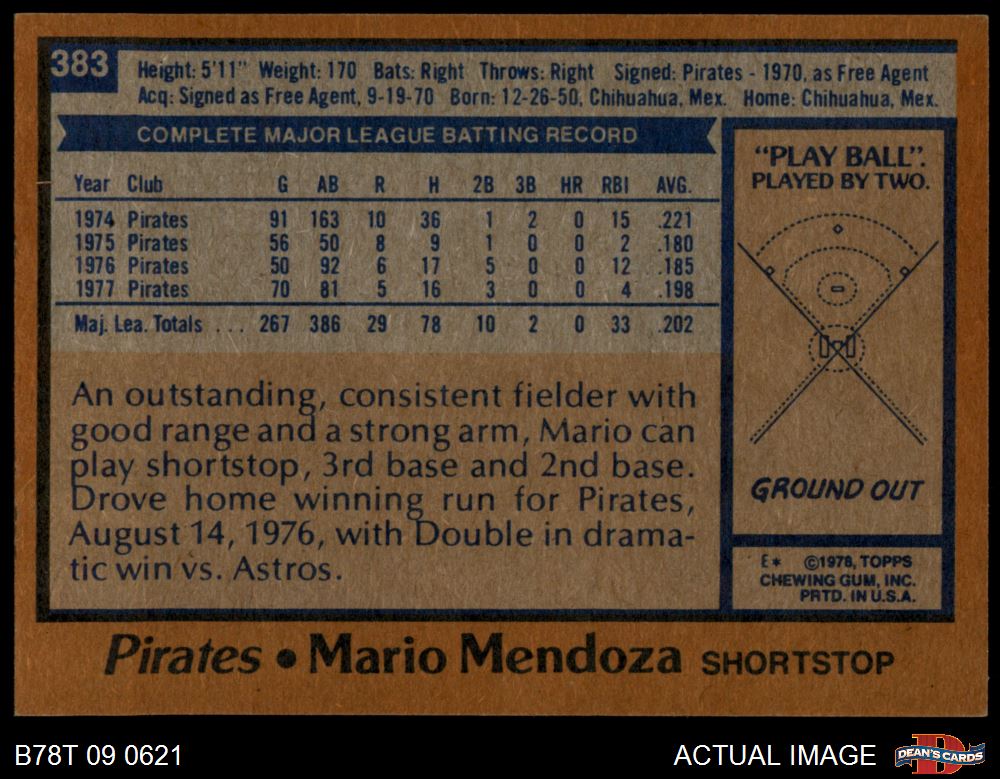 383
Height: 5'11" Weight: 170 Bats: Right Throws: Right Signed: Pirates - 1970, as Free Agent
Acq: Signed as Free Agent, 9-19-70 Born: 12-26-50, Chihuahua, Mex. Home: Chihuahua, Mex.
COMPLETE MAJOR LEAGUE BATTING RECORD
Year Club G AB R H 2B 3B HR RBI AVG.
1974 Pirates 91 163 10 36 1 2 0 15 .221
1975 Pirates 56 50 8 9 1 0 0 2 .180
1976 Pirates 50 92 6 17 5 0 0 12 .185
1977 Pirates 70 81 5 16 3 0 0 4 .198
Maj. Lea. Totals ... 267 386 29 78 10 2 0 33 .202
An outstanding, consistent fielder with
good range and a strong arm, Mario can
play shortstop, 3rd base and 2nd base.
Drove home winning run for Pirates,
August 14, 1976, with Double in drama-
tic win vs. Astros.
"PLAY BALL".
PLAYED BY TWO.
GROUND OUT
E* ©1978, TOPPS
CHEWING GUM, INC.
PRTD. IN U.S.A.
Pirates • Mario Mendoza SHORTSTOP
B78T 09 0621
ACTUAL IMAGE
D
DEAN'S CARDS